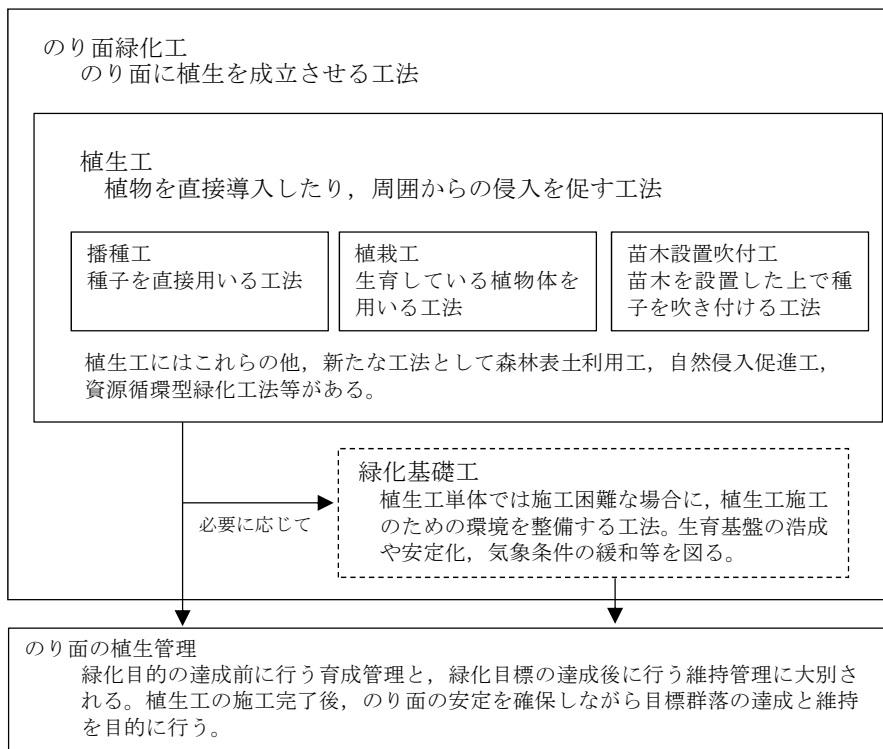 のり面緑化工
のり面に植生を成立させる工法
植生工
植物を直接導入したり，周囲からの侵入を促す工法
播種工
種子を直接用いる工法
植栽工
生育している植物体を
用いる工法
苗木設置吹付工
苗木を設置した上で種
子を吹き付ける工法
植生工にはこれらの他，新たな工法として森林表土利用工，自然侵入促進工，
資源循環型緑化工法等がある。
必要に応じて
緑化基礎工
植生工単体では施工困難な場合に，植生工施工
のための環境を整備する工法。生育基盤の浩成
や安定化，気象条件の緩和等を図る。
のり面の植生管理
緑化目的の達成前に行う育成管理と，緑化目標の達成後に行う維持管理に大別さ
れる。植生工の施工完了後，のり面の安定を確保しながら目標群落の達成と維持
を目的に行う。